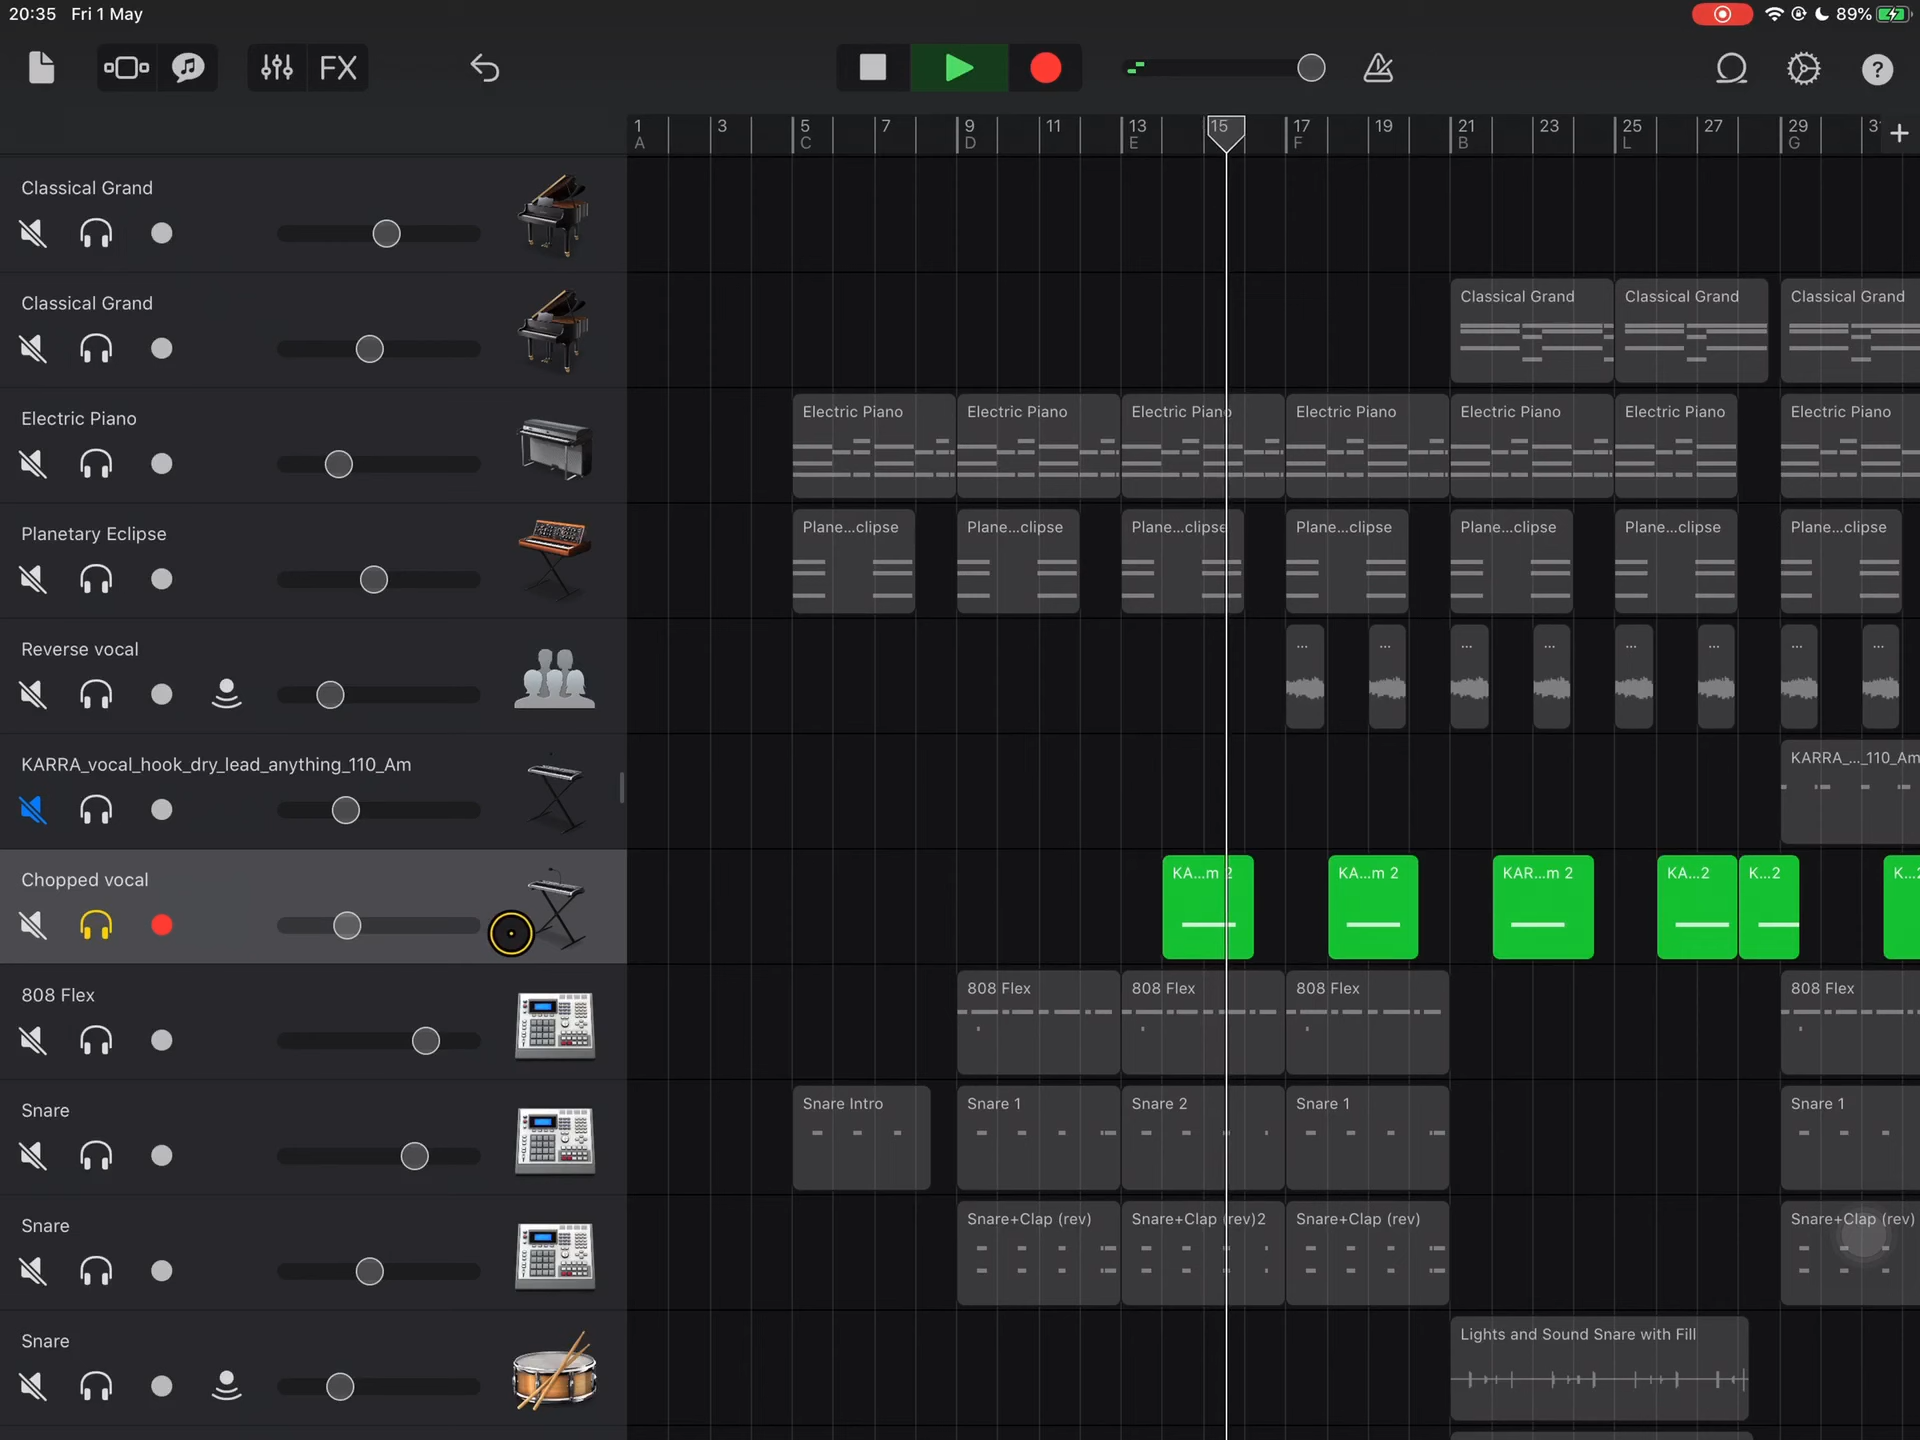 20:35 Fri 1 May
89%
FX
?
1 3 5 7 9 11 13 15 17 19 21 23 25 27 29
A C D E F B L G
+
Classical Grand
Classical Grand
Classical Grand Classical Grand Classical Grand
Electric Piano
Electric Piano Electric Piano Electric Piano Electric Piano Electric Piano Electric Piano Electric Piano
Planetary Eclipse
Plane...clipse Plane...clipse Plane...clipse Plane...clipse Plane...clipse Plane...clipse Plane...clipse
Reverse vocal
... ... ... ... ... ... ... ...
KARRA_vocal_hook_dry_lead_anything_110_Am
KARRA_..._110_Am
Chopped vocal
KA...m 2 KA...m 2 KAR...m 2 KA...2 K...2
808 Flex
808 Flex 808 Flex 808 Flex 808 Flex
Snare
Snare Intro Snare 1 Snare 2 Snare 1 Snare 1
Snare
Snare+Clap (rev) Snare+Clap (rev)2 Snare+Clap (rev) Snare+Clap (rev)
Snare
Lights and Sound Snare with Fill